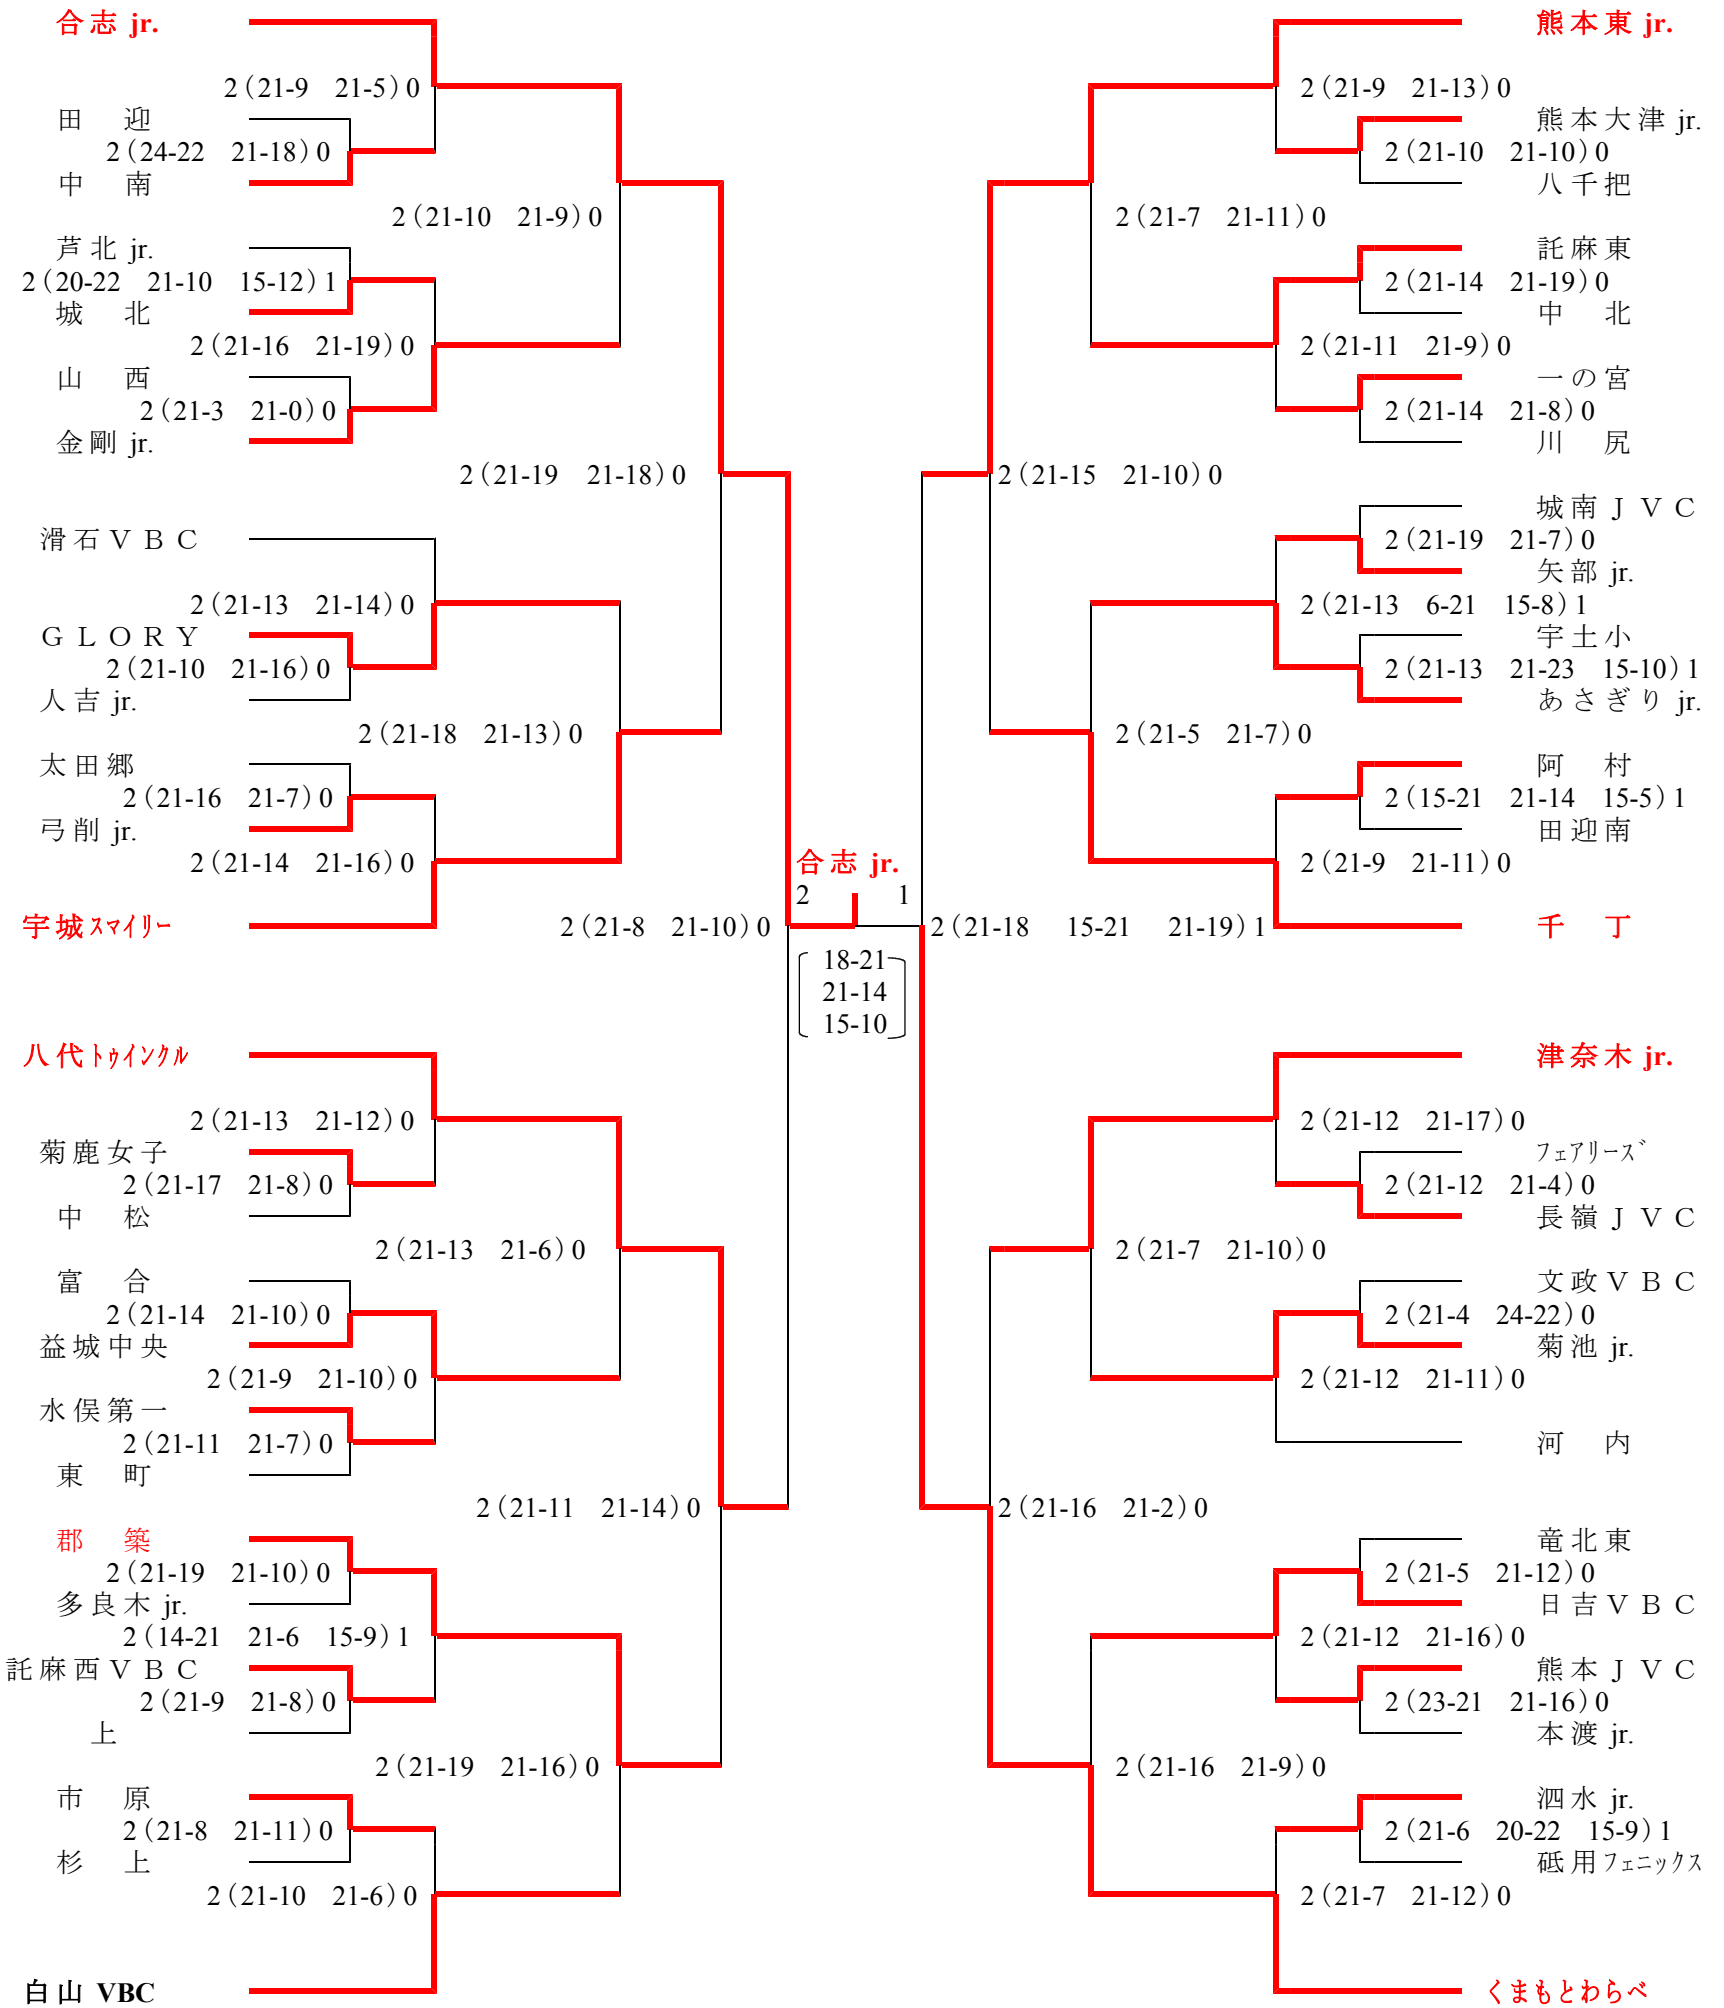 合志 jr.
2(21-9 21-5)0
田 迎
2(24-22 21-18)0
中 南
2(21-10 21-9)0
芦北 jr.
2(20-22 21-10 15-12)1
城 北
2(21-16 21-19)0
山 西
2(21-3 21-0)0
金剛 jr.
2(21-19 21-18)0
滑石VBC
2(21-13 21-14)0
GLORY
2(21-10 21-16)0
人吉 jr.
2(21-18 21-13)0
太田郷
2(21-16 21-7)0
弓削 jr.
2(21-14 21-16)0
宇城スマイリー
2(21-8 21-10)0
八代トゥインクル
2(21-13 21-12)0
菊鹿女子
2(21-17 21-8)0
中 松
2(21-13 21-6)0
富 合
2(21-14 21-10)0
益城中央
2(21-9 21-10)0
水俣第一
2(21-11 21-7)0
東 町
2(21-11 21-14)0
郡 築
2(21-19 21-10)0
多良木 jr.
2(14-21 21-6 15-9)1
託麻西VBC
2(21-9 21-8)0
上
2(21-19 21-16)0
市 原
2(21-8 21-11)0
杉 上
2(21-10 21-6)0
白山 VBC
合志 jr.
2 1
18-21
21-14
15-10
熊本東 jr.
2(21-9 21-13)0
熊本大津 jr.
2(21-10 21-10)0
八千把
2(21-7 21-11)0
託麻東
2(21-14 21-19)0
中 北
2(21-11 21-9)0
一の宮
2(21-14 21-8)0
川 尻
2(21-15 21-10)0
城南JVC
2(21-19 21-7)0
矢部 jr.
2(21-13 6-21 15-8)1
宇土小
2(21-13 21-23 15-10)1
あさぎり jr.
2(21-5 21-7)0
阿 村
2(15-21 21-14 15-5)1
田迎南
2(21-9 21-11)0
千 丁
2(21-18 15-21 21-19)1
津奈木 jr.
2(21-12 21-17)0
フェアリーズ
2(21-12 21-4)0
長嶺JVC
2(21-7 21-10)0
文政VBC
2(21-4 24-22)0
菊池 jr.
2(21-12 21-11)0
河 内
2(21-16 21-2)0
竜北東
2(21-5 21-12)0
日吉VBC
2(21-12 21-16)0
熊本JVC
2(23-21 21-16)0
本渡 jr.
2(21-16 21-9)0
泗水 jr.
2(21-6 20-22 15-9)1
砥用フェニックス
2(21-7 21-12)0
くまもとわらべ